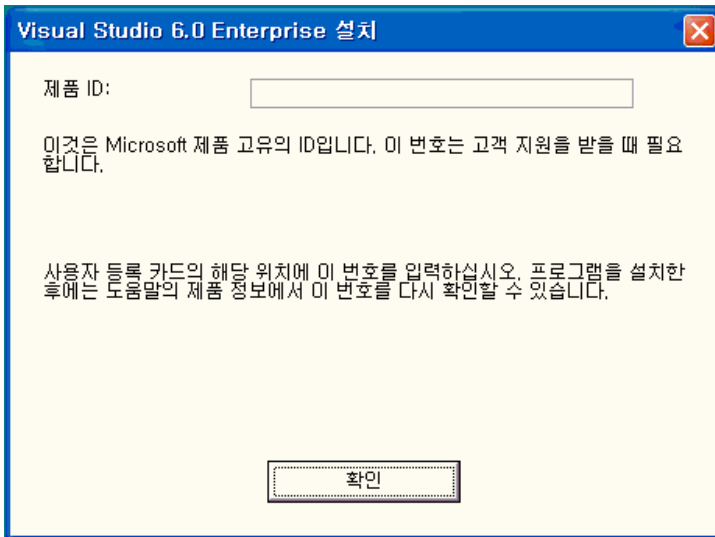 Visual Studio 6.0 Enterprise 설치
제품 ID:
이것은 Microsoft 제품 고유의 ID입니다. 이 번호는 고객 지원을 받을 때 필요
합니다.
사용자 등록 카드의 해당 위치에 이 번호를 입력하십시오. 프로그램을 설치한
후에는 도움말의 제품 정보에서 이 번호를 다시 확인할 수 있습니다.
확인